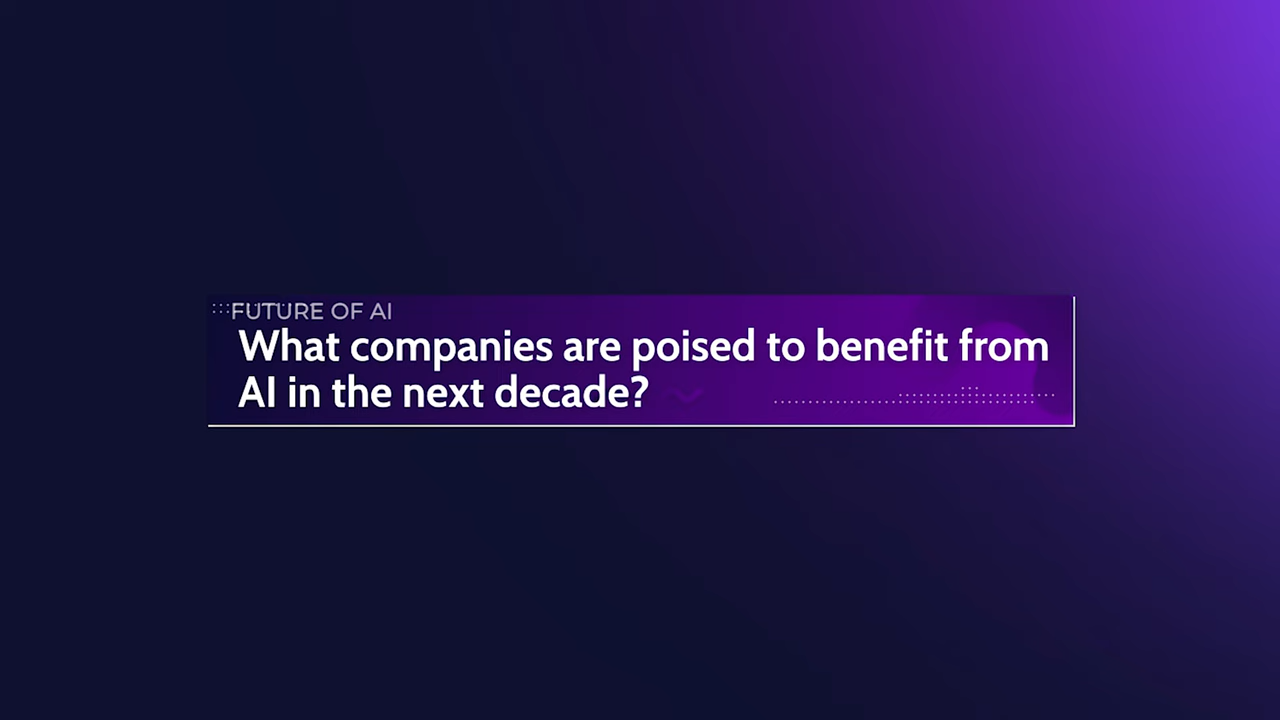 FUTURE OF AI
What companies are poised to benefit from
AI in the next decade?